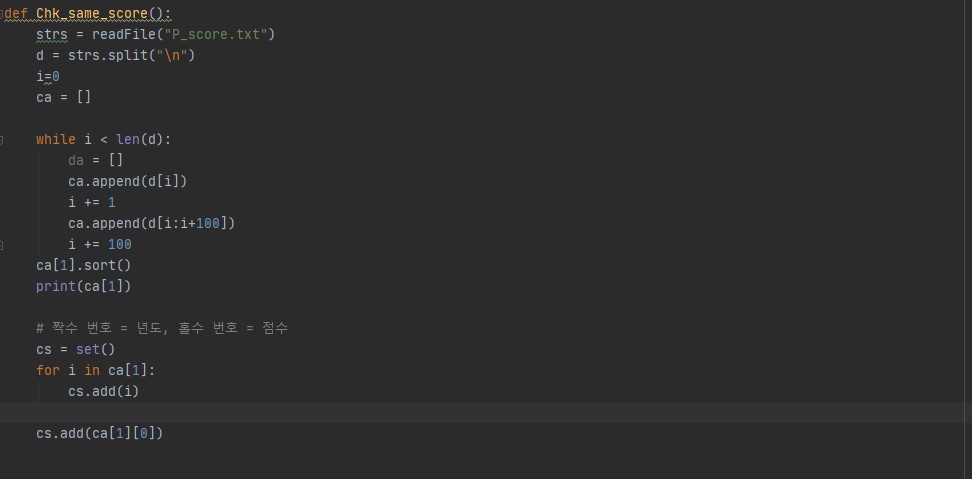 def Chk_same_score():
    strs = readFile("P_score.txt")
    d = strs.split("\n")
    i=0
    ca = []

    while i < len(d):
        da = []
        ca.append(d[i])
        i += 1
        ca.append(d[i:i+100])
        i += 100
    ca[1].sort()
    print(ca[1])

    # 짝수 번호 = 년도, 홀수 번호 = 점수
    cs = set()
    for i in ca[1]:
        cs.add(i)

    cs.add(ca[1][0])